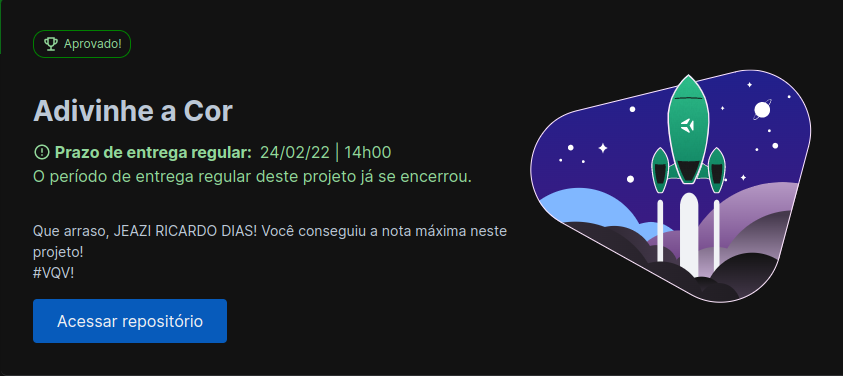 Aprovado!
Adivinhe a Cor
Prazo de entrega regular: 24/02/22 | 14h00
O período de entrega regular deste projeto já se encerrou.
Que arraso, JEAZI RICARDO DIAS! Você conseguiu a nota máxima neste
projeto!
#VQV!
Acessar repositório